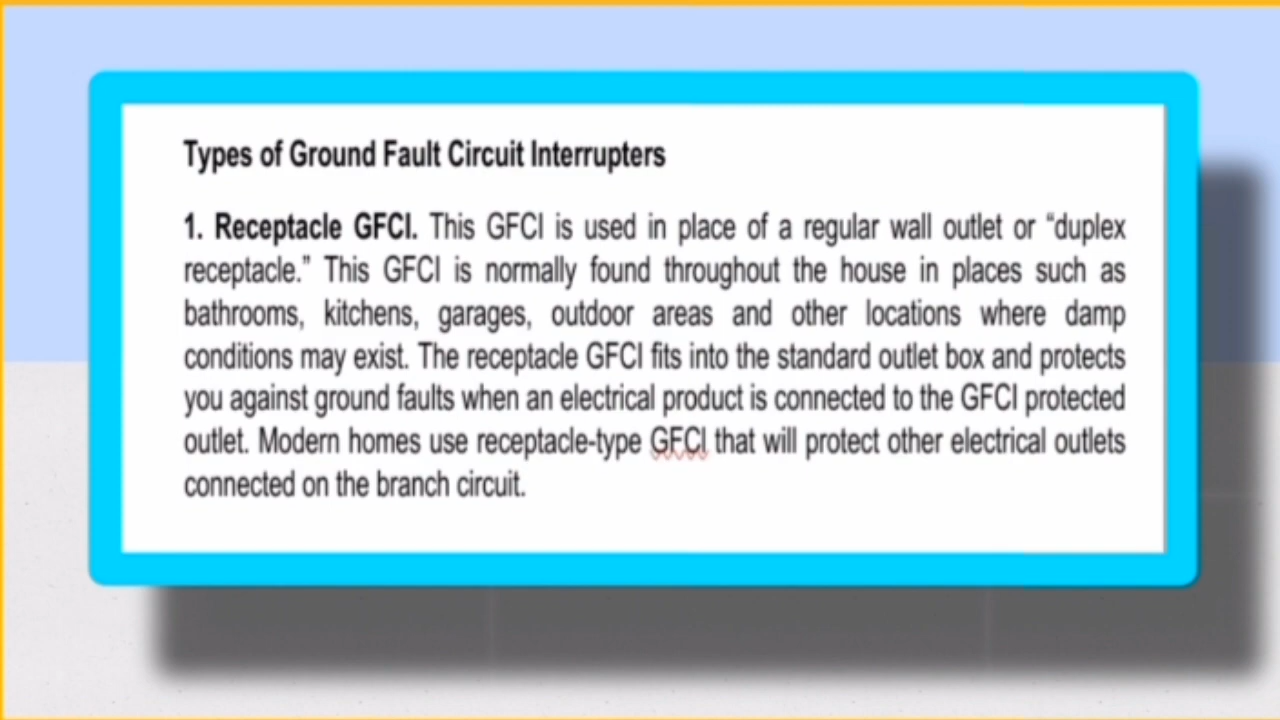 Types of Ground Fault Circuit Interrupters
1. Receptacle GFCI. This GFCI is used in place of a regular wall outlet or “duplex
receptacle.” This GFCI is normally found throughout the house in places such as
bathrooms, kitchens, garages, outdoor areas and other locations where damp
conditions may exist. The receptacle GFCI fits into the standard outlet box and protects
you against ground faults when an electrical product is connected to the GFCI protected
outlet. Modern homes use receptacle-type GFCI that will protect other electrical outlets
connected on the branch circuit.